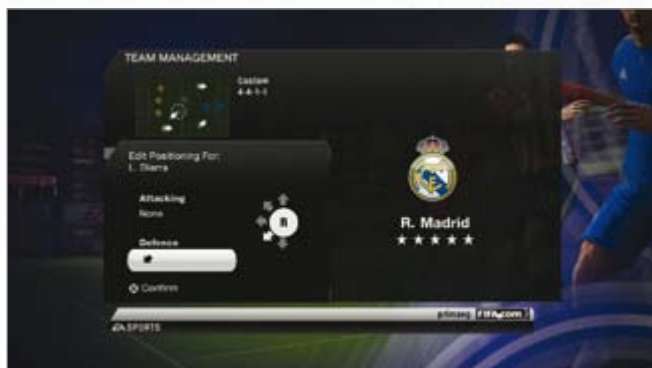 TEAM MANAGEMENT
Custom
4-4-1-1
Edit Positioning For:
L. Diarra
Attacking
None
R
Defence
Confirm
R. Madrid
FIFA.com
EA SPORTS